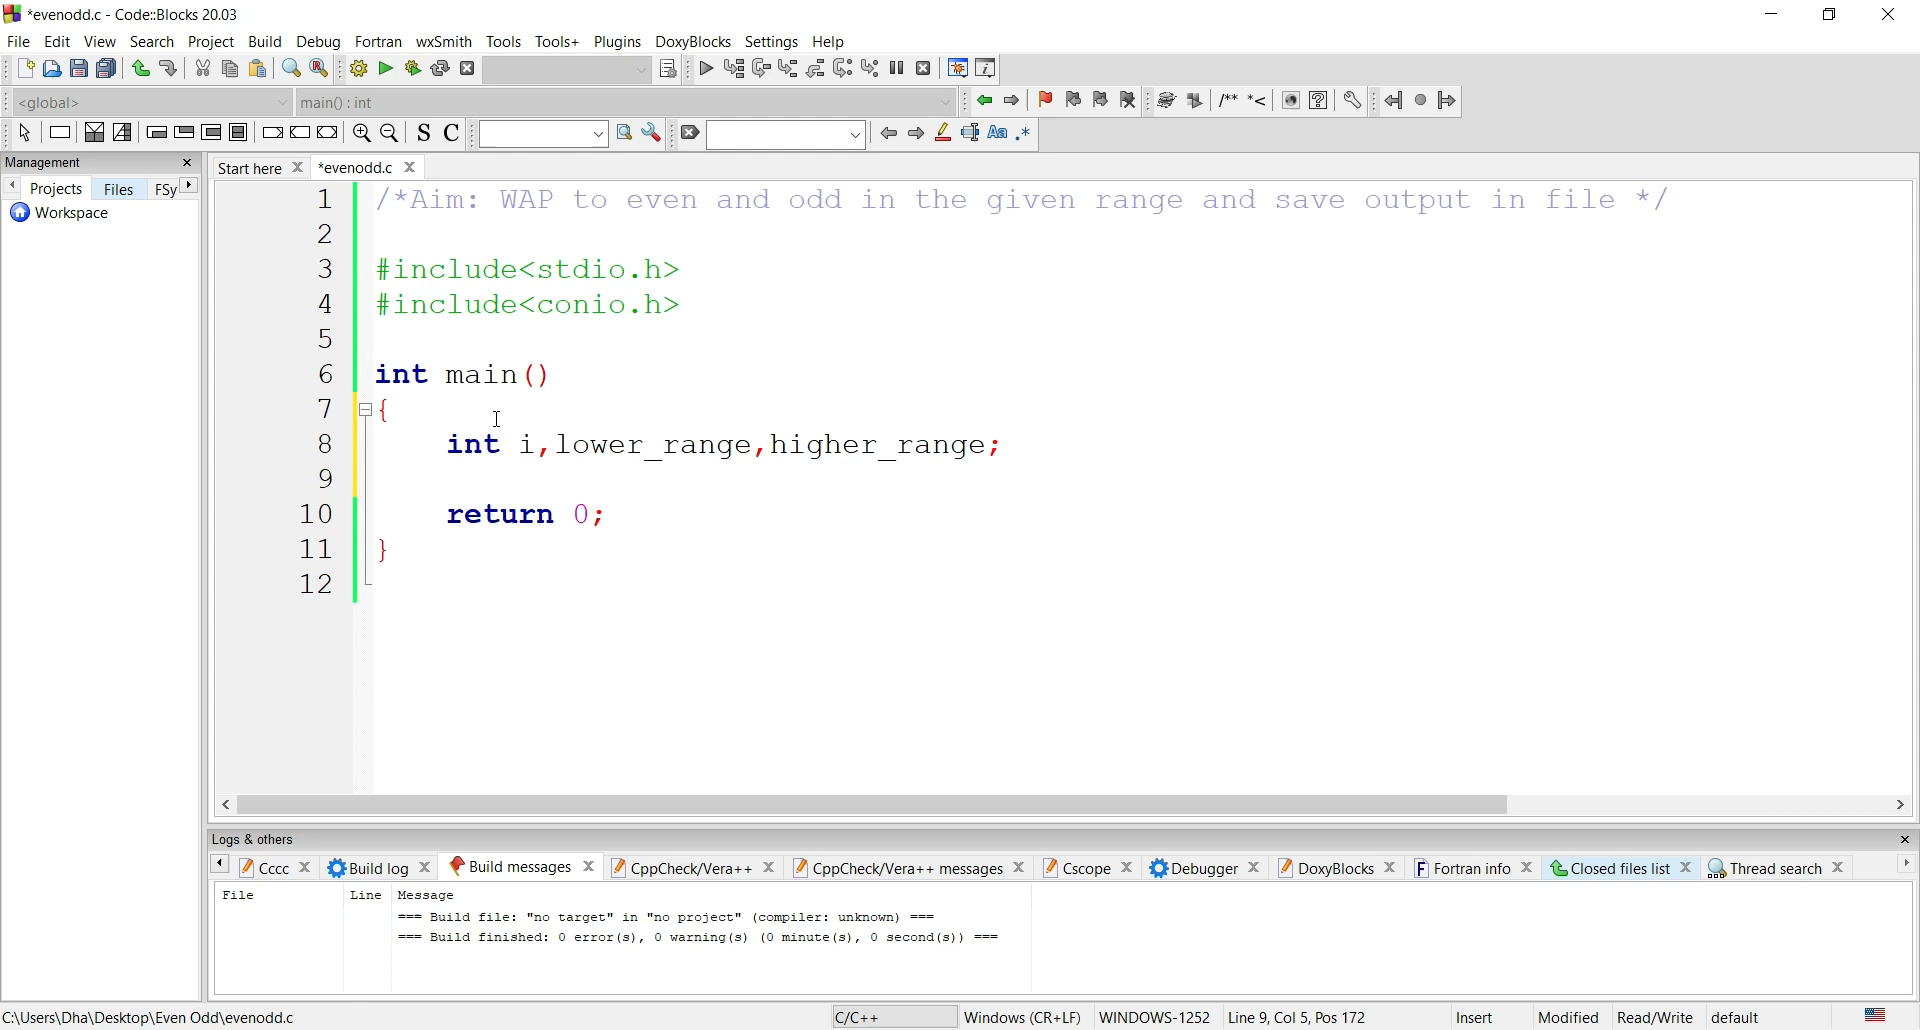 *evenodd.c - Code::Blocks 20.03
File Edit View Search Project Build Debug Fortran wxSmith Tools Tools+ Plugins DoxyBlocks Settings Help
<global> main() : int /** *<
S C Aa .*
Management
Start here *evenodd.c
Projects Files FSy
Workspace
1 /*Aim: WAP to even and odd in the given range and save output in file */
2
3 #include<stdio.h>
4 #include<conio.h>
5
6 int main()
7 {
8 int i,lower_range,higher_range;
9
10 return 0;
11 }
12
Logs & others
Cccc Build log Build messages CppCheck/Vera++ CppCheck/Vera++ messages Cscope Debugger DoxyBlocks Fortran info Closed files list Thread search
File Line Message
=== Build file: "no target" in "no project" (compiler: unknown) ===
=== Build finished: 0 error(s), 0 warning(s) (0 minute(s), 0 second(s)) ===
C:\Users\Dha\Desktop\Even Odd\evenodd.c C/C++ Windows (CR+LF) WINDOWS-1252 Line 9, Col 5, Pos 172 Insert Modified Read/Write default